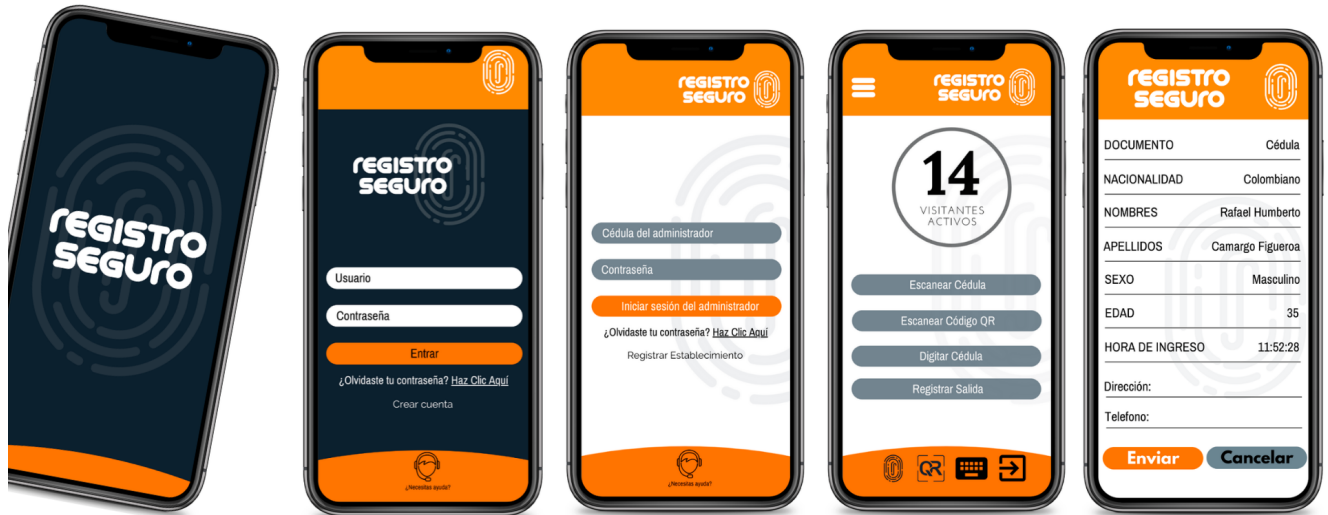 REGISTRO
SEGURO
REGISTRO
SEGURO
Usuario
Contraseña
Entrar
¿Olvidaste tu contraseña? Haz Clic Aquí
Crear cuenta
¿Necesitas ayuda?
REGISTRO
SEGURO
Cédula del administrador
Contraseña
Iniciar sesión del administrador
¿Olvidaste tu contraseña? Haz Clic Aquí
Registrar Establecimiento
¿Necesitas ayuda?
REGISTRO
SEGURO
14
VISITANTES
ACTIVOS
Escanear Cédula
Escanear Código QR
Digitar Cédula
Registrar Salida
QR
REGISTRO
SEGURO
DOCUMENTO Cédula
NACIONALIDAD Colombiano
NOMBRES Rafael Humberto
APELLIDOS Camargo Figueroa
SEXO Masculino
EDAD 35
HORA DE INGRESO 11:52:28
Dirección:
Telefono:
Enviar Cancelar